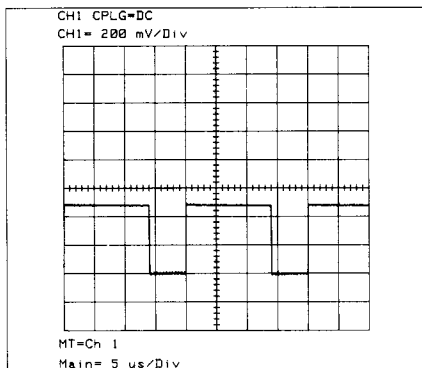 CH1 CPLG=DC
CH1= 200 mV/Div
MT=Ch 1
Main= 5 us/Div